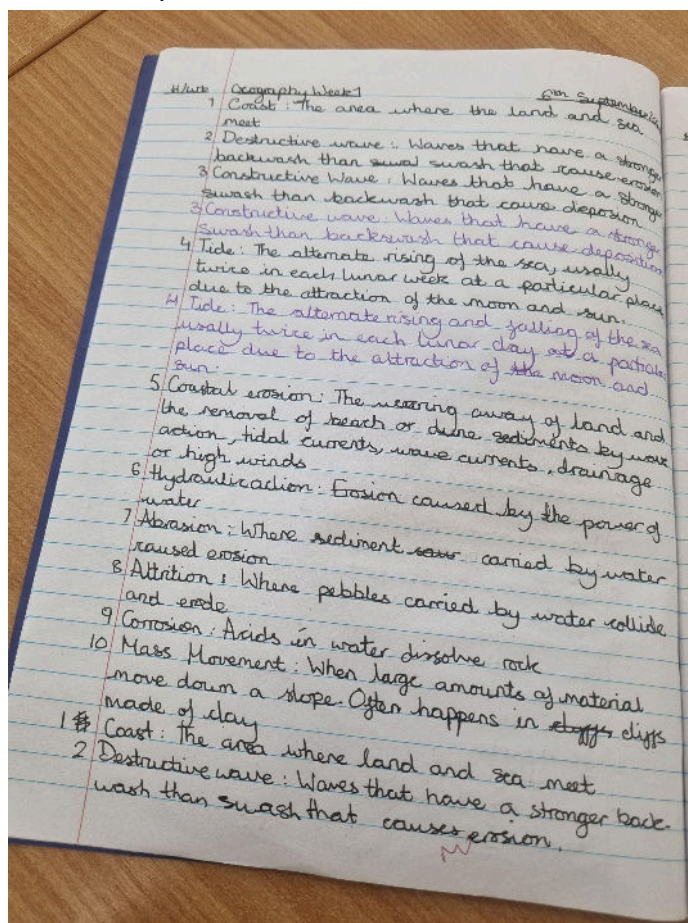 H/wk Geography Week 1 6th September
1 Coast : The area where the land and sea
meet
2 Destructive wave : Waves that have a stronger
backwash than swash that cause erosion
3 Constructive Wave : Waves that have a stronger
swash than backwash that cause deposion
3 Constructive wave : Waves that have a stronger
swash than backswash that cause deposition
4 Tide : The alternate rising of the sea, usally
twice in each lunar week at a particular place
due to the attraction of the moon and sun.
4 Tide : The alternate rising and falling of the sea
usally twice in each lunar day at a particular
place due to the attraction of the moon and
sun.
5 Coastal erosion : The wearing away of land and
the removal of beach or dune sediments by wave
action, tidal currents, wave currents, drainage
or high winds
6 Hydraulic action : Erosion caused by the power of
water
7 Abrasion : Where sediment carried by water
caused erosion
8 Attrition : Where pebbles carried by water collide
and erode
9 Corrosion : Acids in water dissolve rock
10 Mass Movement : When large amounts of material
move down a slope. Often happens in cliffs
made of clay
1 Coast : The area where land and sea meet
2 Destructive wave : Waves that have a stronger back-
wash than swash that causes erosion.